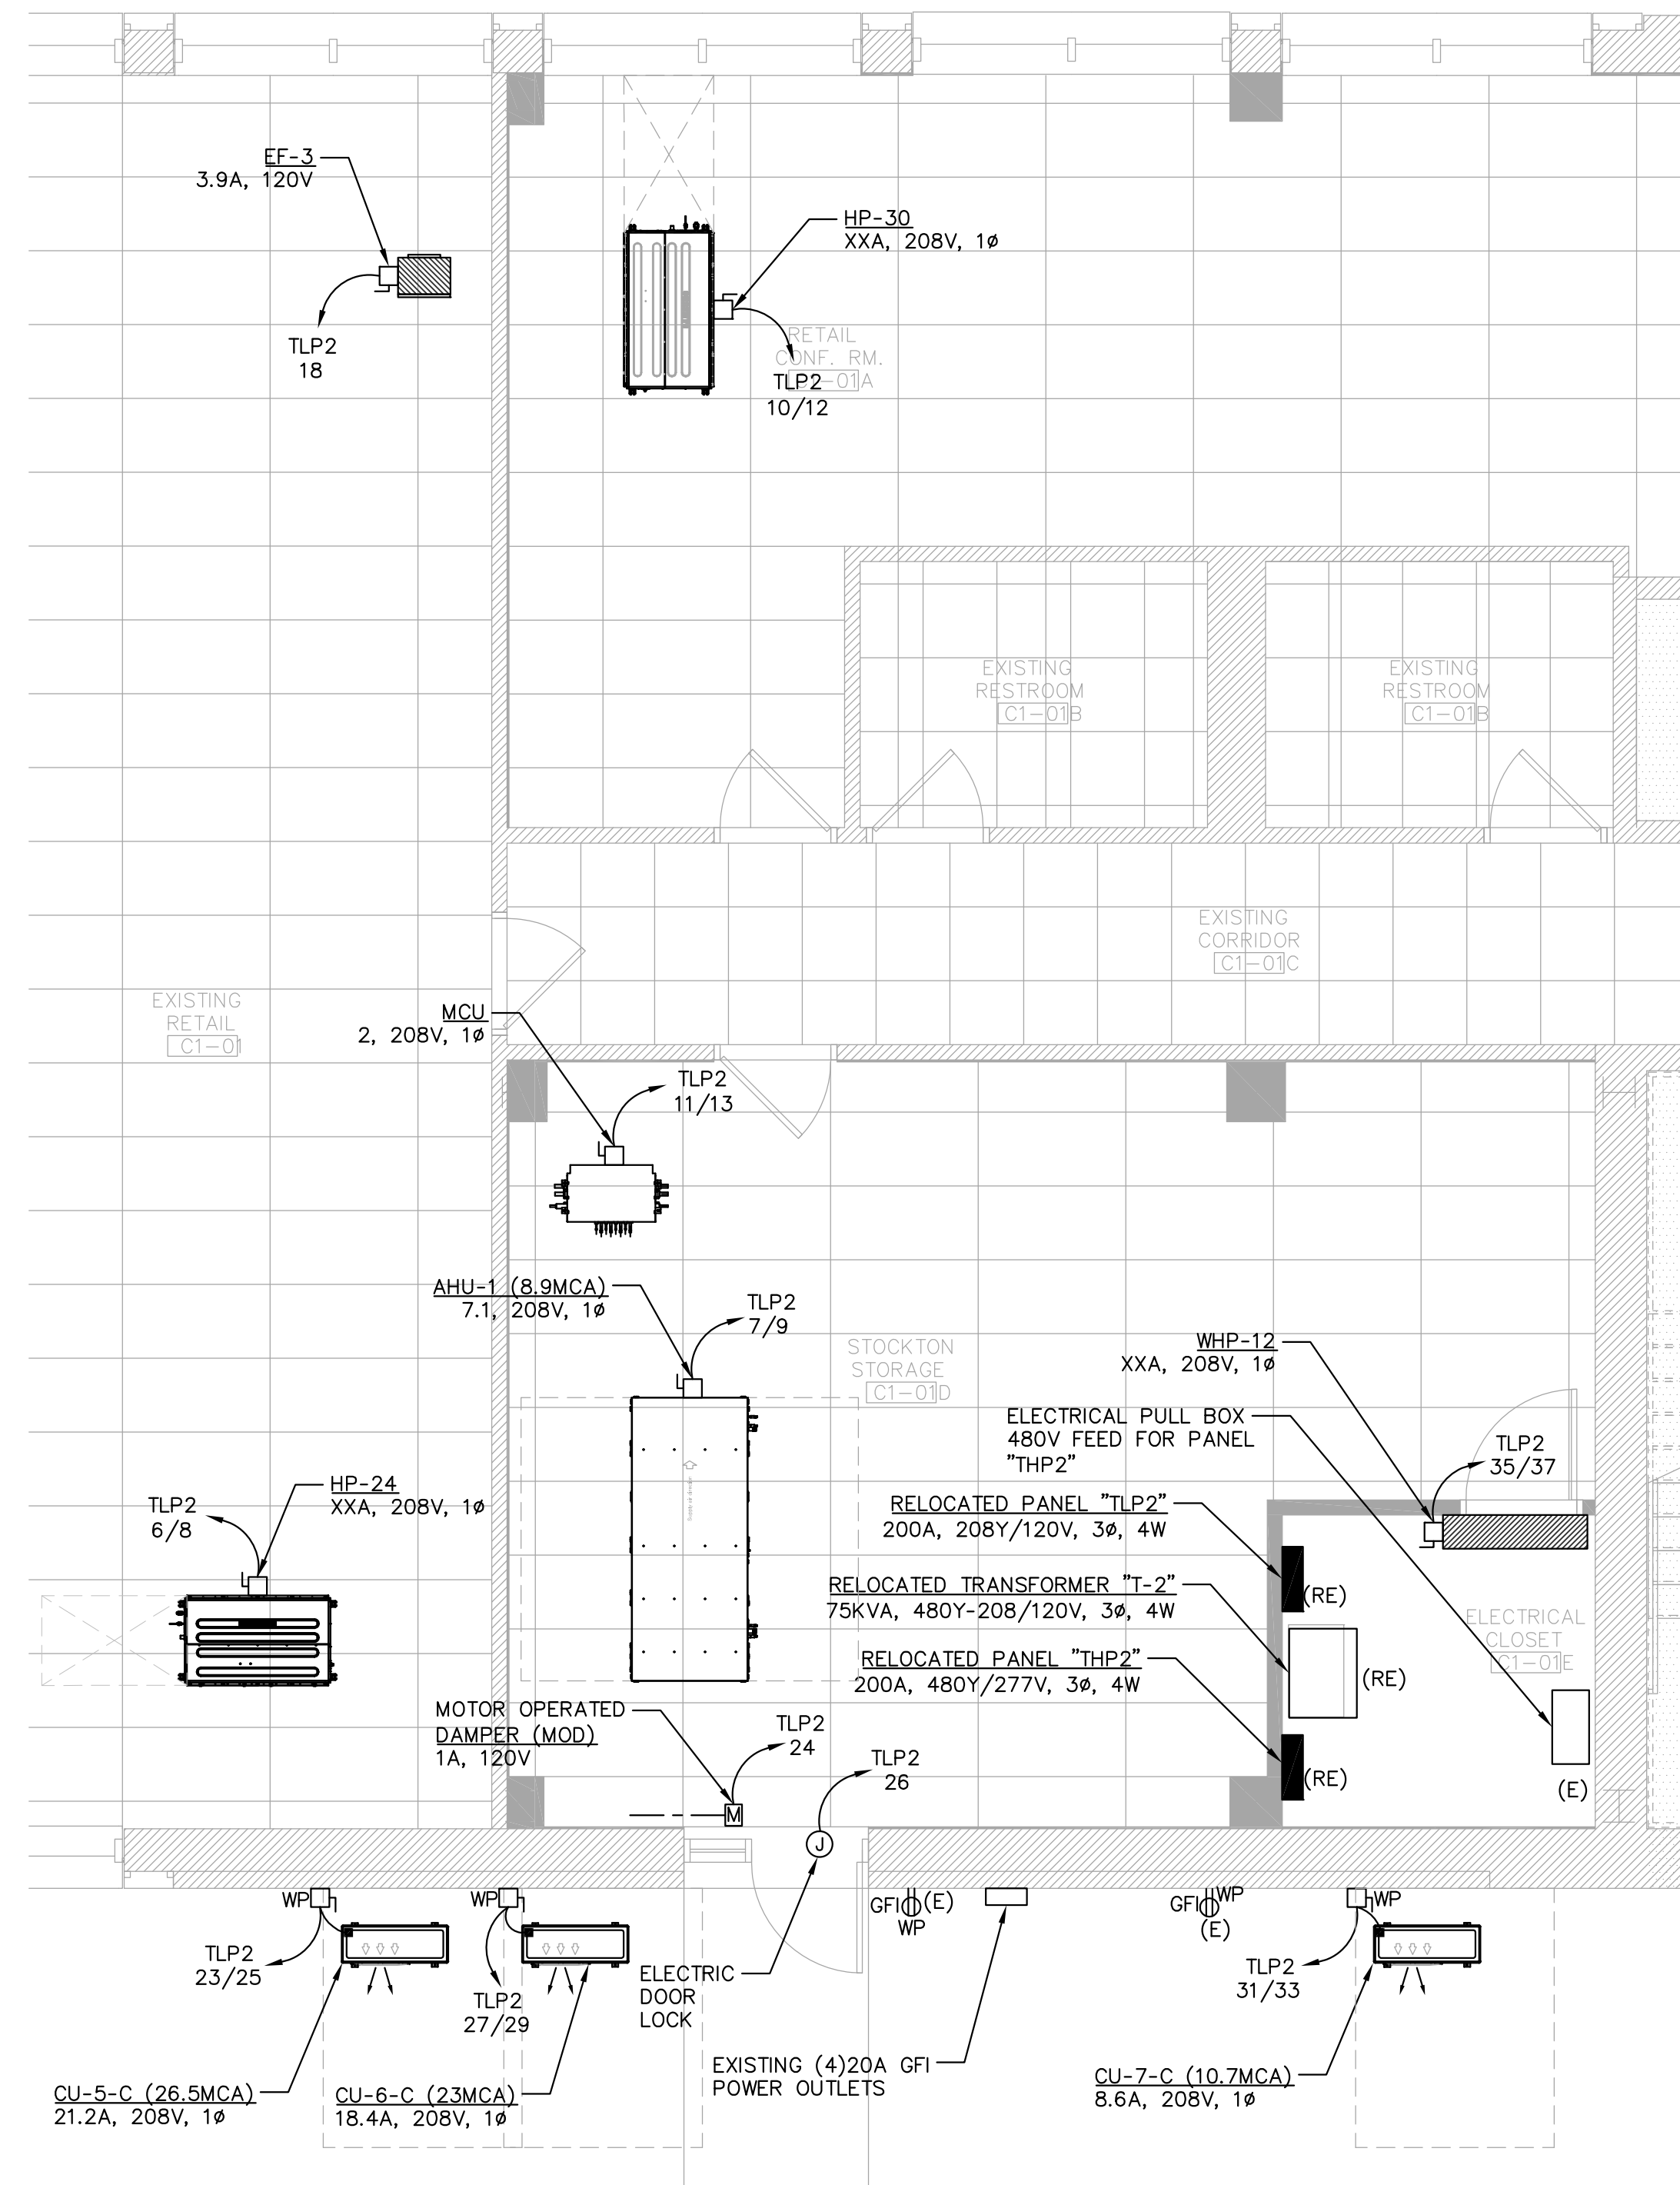 EF-3
3.9A, 120V
TLP2
18
HP-30
XXA, 208V, 1ø
RETAIL
CONF. RM.
C1-01A
TLP2
10/12
EXISTING
RESTROOM
C1-01B
EXISTING
RESTROOM
C1-01B
EXISTING
CORRIDOR
C1-01C
EXISTING
RETAIL
C1-01
MCU
2, 208V, 1ø
TLP2
11/13
AHU-1 (8.9MCA)
7.1, 208V, 1ø
TLP2
7/9
STOCKTON
STORAGE
C1-01D
WHP-12
XXA, 208V, 1ø
ELECTRICAL PULL BOX
480V FEED FOR PANEL
"THP2"
TLP2
35/37
HP-24
XXA, 208V, 1ø
TLP2
6/8
RELOCATED PANEL "TLP2"
200A, 208Y/120V, 3ø, 4W
(RE)
RELOCATED TRANSFORMER "T-2"
75KVA, 480Y-208/120V, 3ø, 4W
(RE)
ELECTRICAL
CLOSET
C1-01E
RELOCATED PANEL "THP2"
200A, 480Y/277V, 3ø, 4W
(RE)
(E)
MOTOR OPERATED
DAMPER (MOD)
1A, 120V
TLP2
24
TLP2
26
M
J
WP
TLP2
23/25
WP
TLP2
27/29
ELECTRIC
DOOR
LOCK
GFI
(E)
WP
GFI
WP
(E)
WP
TLP2
31/33
EXISTING (4)20A GFI
POWER OUTLETS
CU-5-C (26.5MCA)
21.2A, 208V, 1ø
CU-6-C (23MCA)
18.4A, 208V, 1ø
CU-7-C (10.7MCA)
8.6A, 208V, 1ø